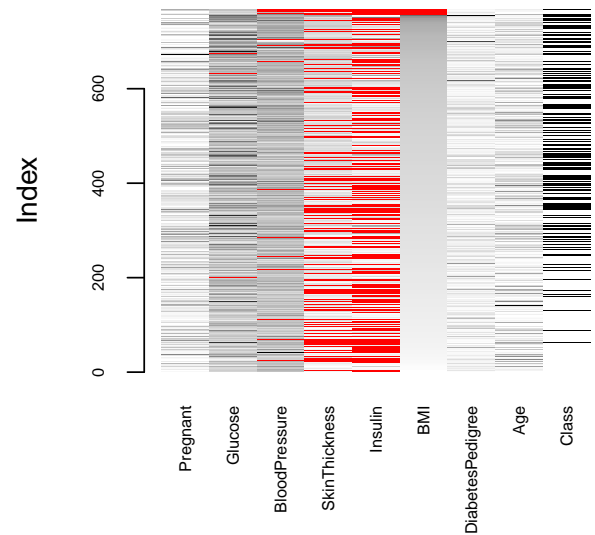 Index
600
400
200
0
Pregnant
Glucose
BloodPressure
SkinThickness
Insulin
BMI
DiabetesPedigree
Age
Class